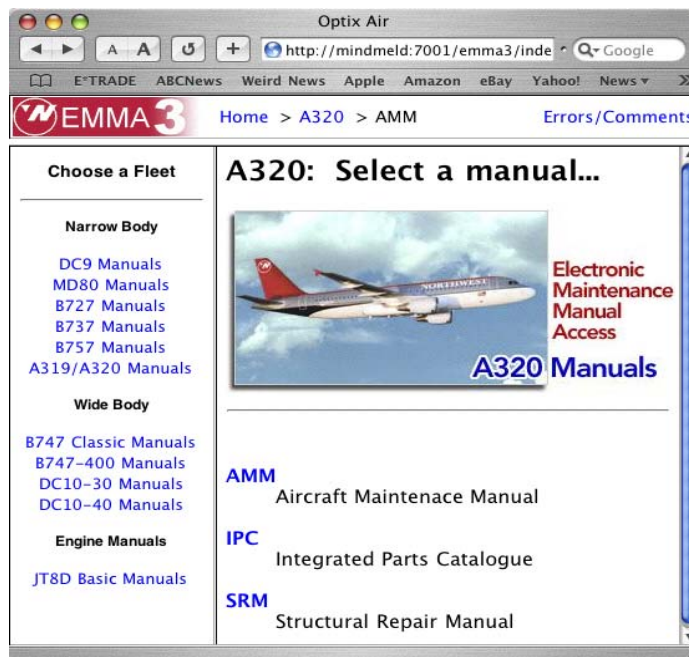 Optix Air
A A
http://mindmeld:7001/emma3/inde
Google
E*TRADE ABCNews Weird News Apple Amazon eBay Yahoo! News
EMMA 3
Home > A320 > AMM
Errors/Comments
Choose a Fleet
Narrow Body
DC9 Manuals
MD80 Manuals
B727 Manuals
B737 Manuals
B757 Manuals
A319/A320 Manuals
Wide Body
B747 Classic Manuals
B747-400 Manuals
DC10-30 Manuals
DC10-40 Manuals
Engine Manuals
JT8D Basic Manuals
A320: Select a manual...
NORTHWEST
Electronic
Maintenance
Manual
Access
A320 Manuals
AMM
Aircraft Maintenace Manual
IPC
Integrated Parts Catalogue
SRM
Structural Repair Manual